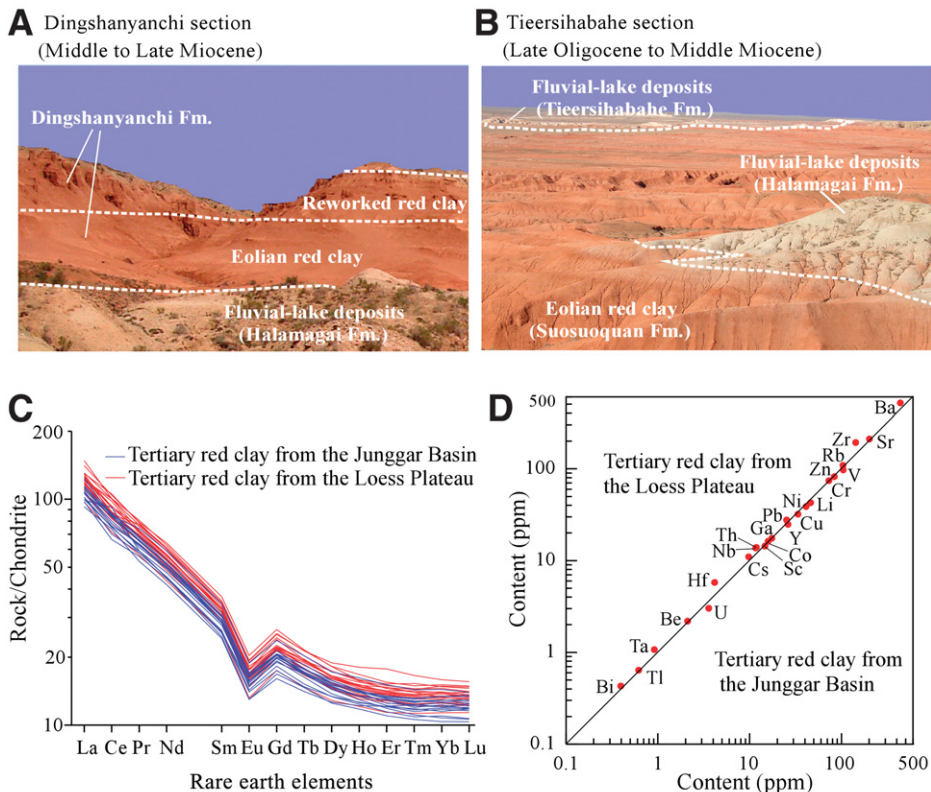 A Dingshanyanchi section
(Middle to Late Miocene)
Dingshanyanchi Fm.
Reworked red clay
Eolian red clay
Fluvial-lake deposits
(Halamagai Fm.)
B Tieersihabahe section
(Late Oligocene to Middle Miocene)
Fluvial-lake deposits
(Tieersihabahe Fm.)
Fluvial-lake deposits
(Halamagai Fm.)
Eolian red clay
(Suosuoquan Fm.)
C
200
100
50
20
10
Rock/Chondrite
Tertiary red clay from the Junggar Basin
Tertiary red clay from the Loess Plateau
La Ce Pr Nd Sm Eu Gd Tb Dy Ho Er Tm Yb Lu
Rare earth elements
D
500
100
10
1
0.1
Content (ppm)
Tertiary red clay from
the Loess Plateau
Ba
Zr
Sr
Rb
Zn
V
Cr
Ni
Li
Pb
Cu
Ga
Y
Th
Co
Nb
Sc
Cs
Hf
U
Be
Ta
Tl
Bi
Tertiary red clay from
the Junggar Basin
0.1 1 10 100 500
Content (ppm)